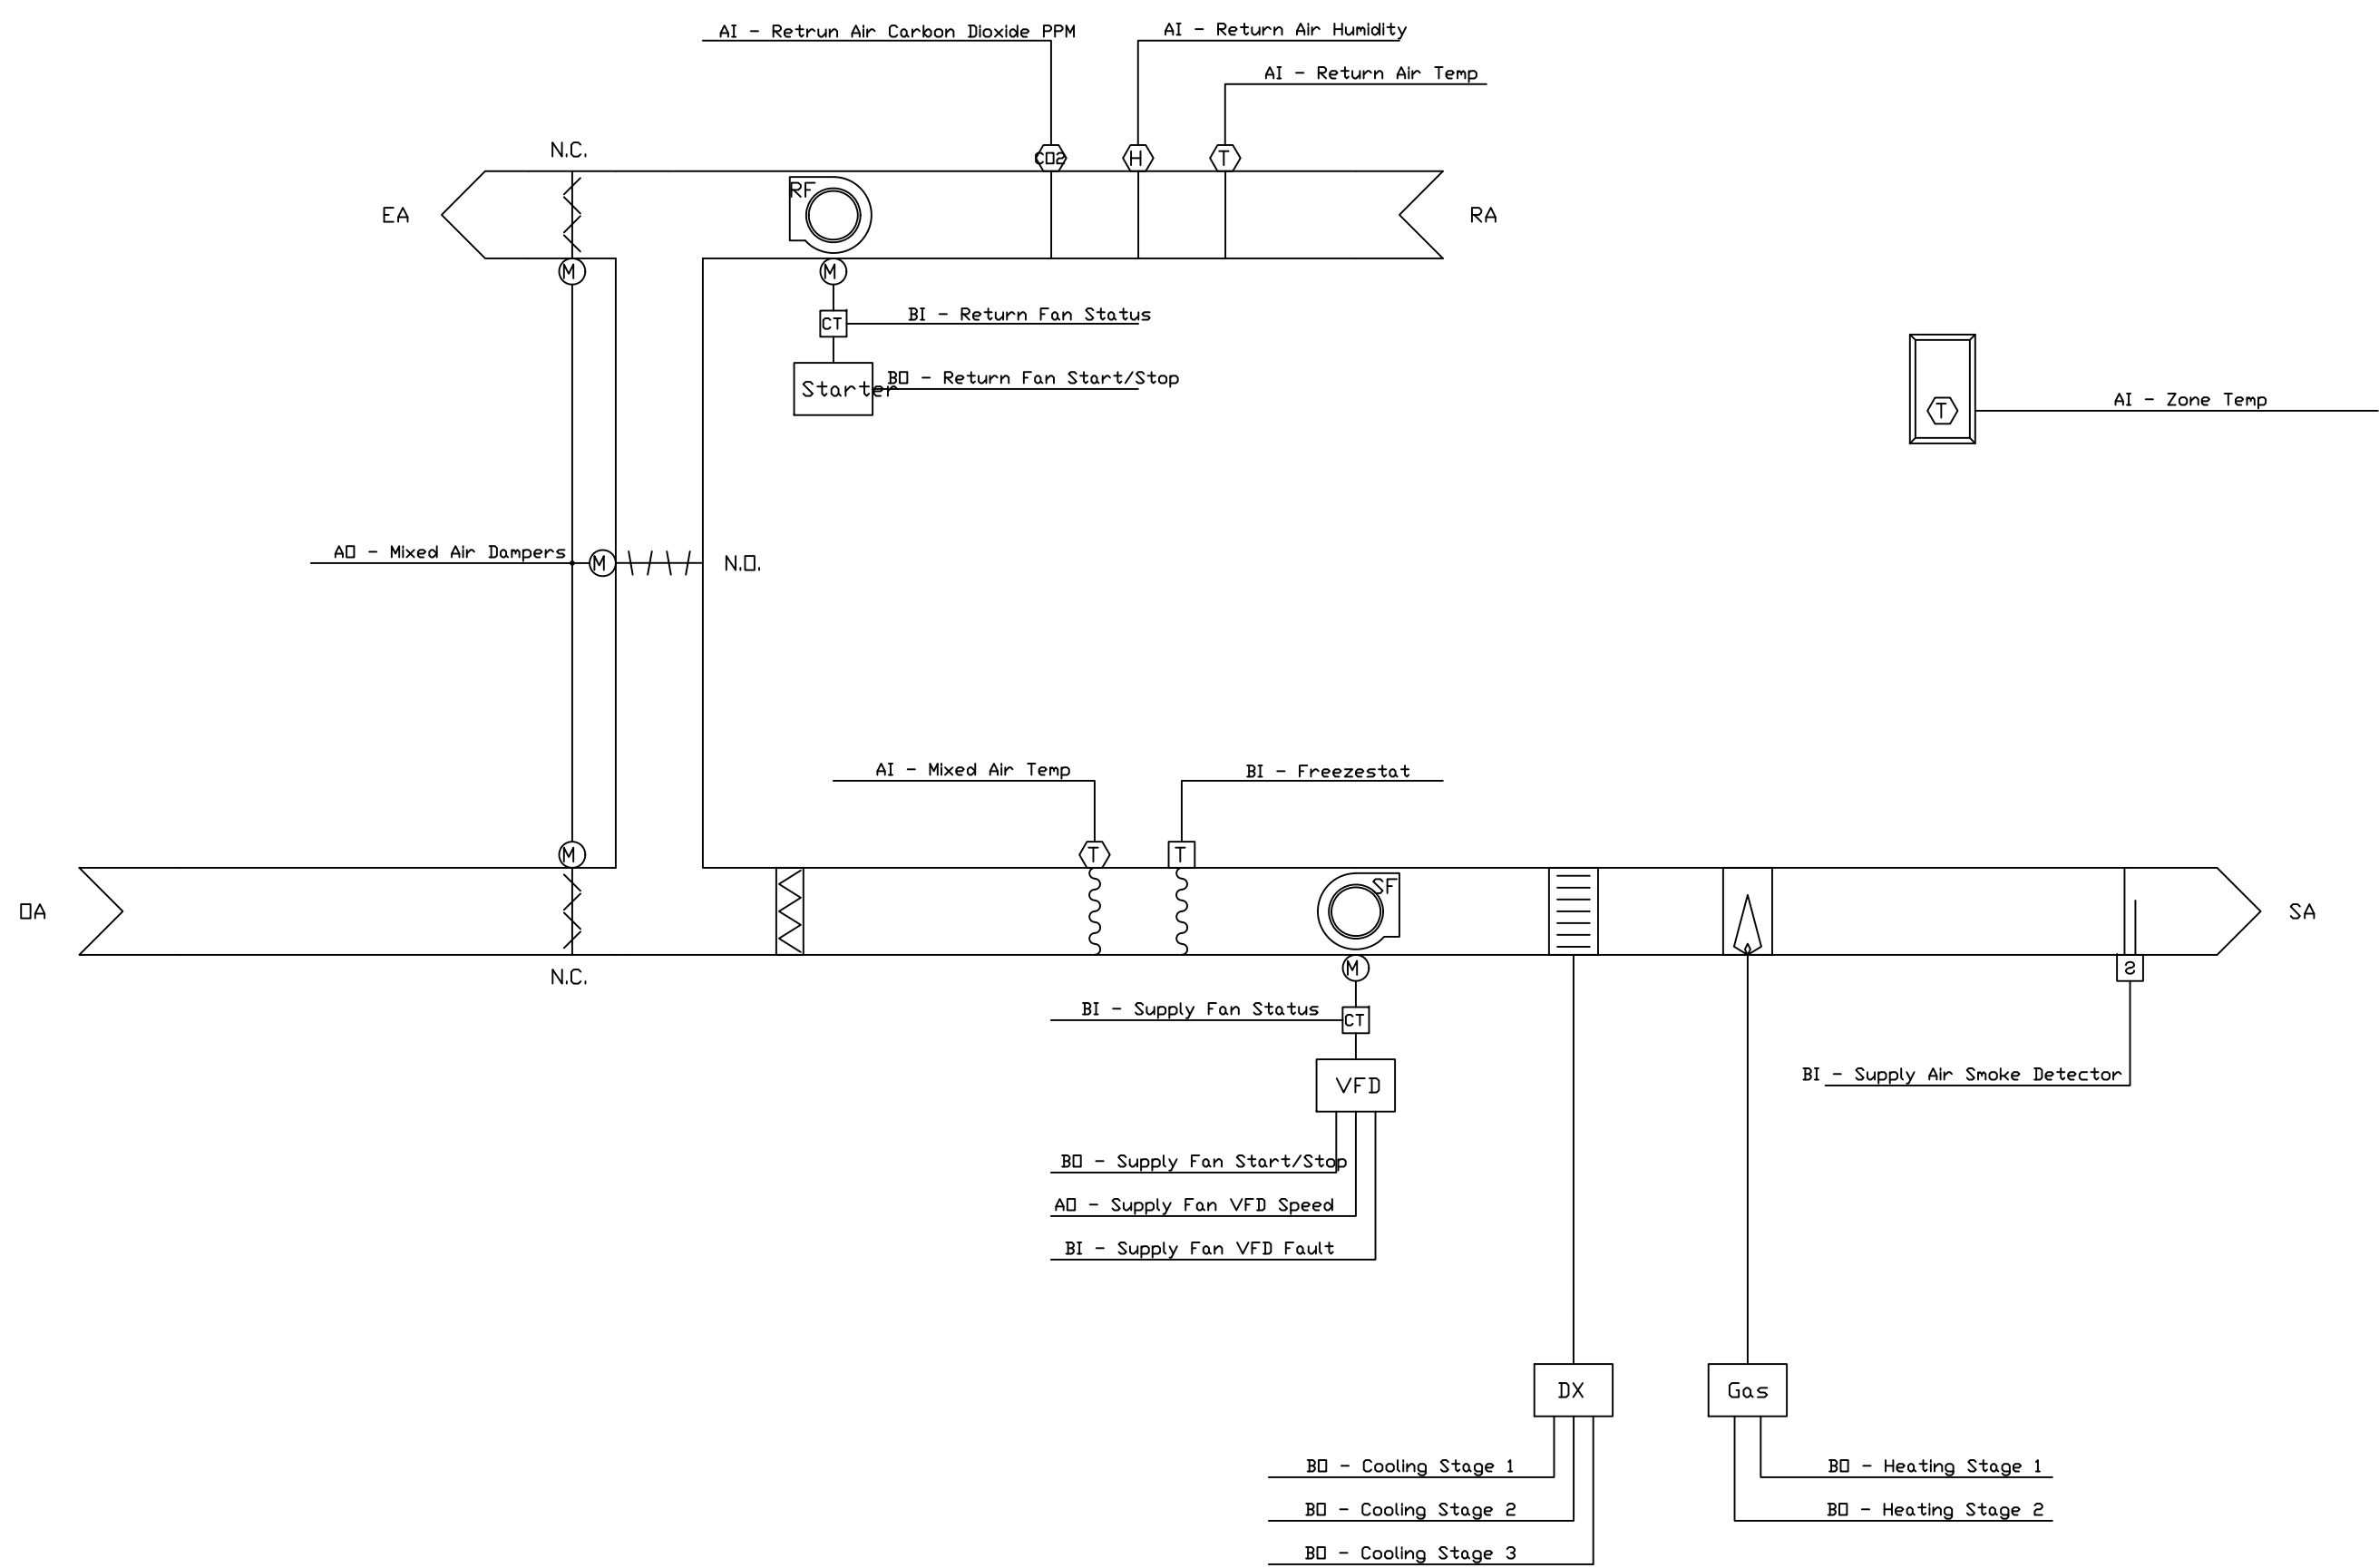 AI - Retrun Air Carbon Dioxide PPM
AI - Return Air Humidity
AI - Return Air Temp
N.C.
CO2
H
T
RF
EA
RA
M
M
BI - Return Fan Status
CT
BO - Return Fan Start/Stop
Starter
T
AI - Zone Temp
AO - Mixed Air Dampers
M
N.O.
AI - Mixed Air Temp
BI - Freezestat
M
T
T
SF
OA
SA
N.C.
M
S
BI - Supply Fan Status
CT
BI - Supply Air Smoke Detector
VFD
BO - Supply Fan Start/Stop
AO - Supply Fan VFD Speed
BI - Supply Fan VFD Fault
DX
Gas
BO - Cooling Stage 1
BO - Heating Stage 1
BO - Cooling Stage 2
BO - Heating Stage 2
BO - Cooling Stage 3